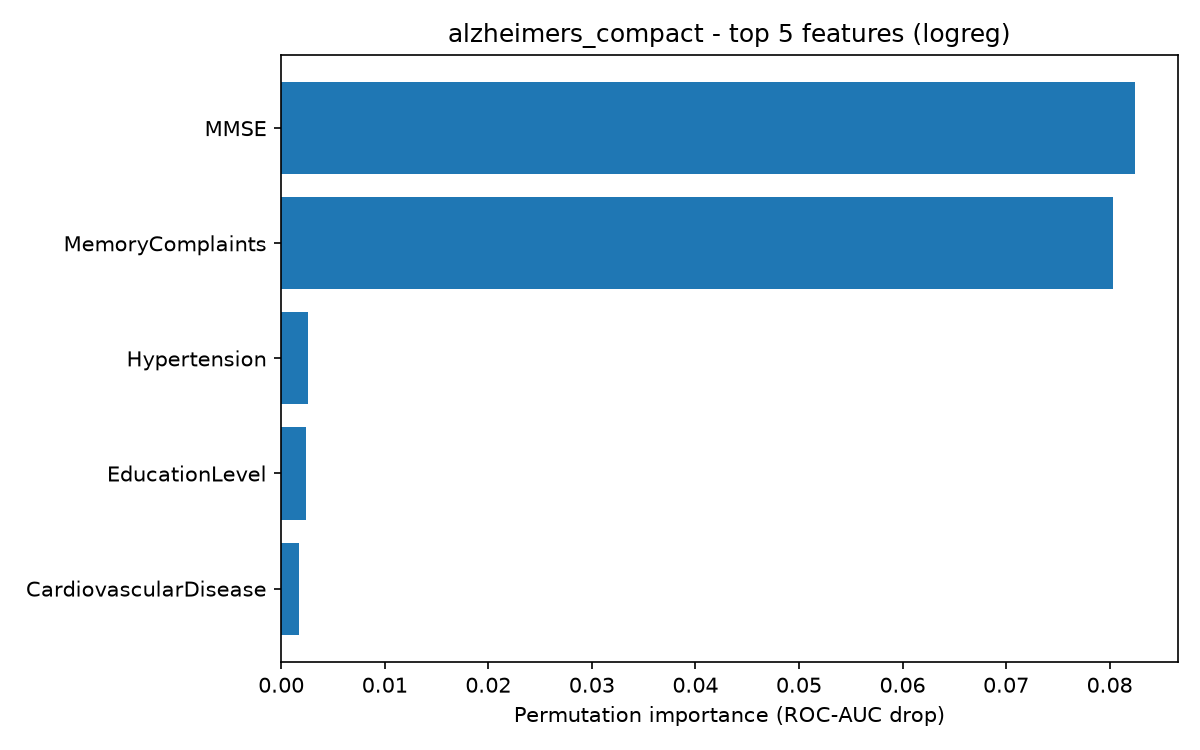 alzheimers_compact - top 5 features (logreg)
MMSE
MemoryComplaints
Hypertension
EducationLevel
CardiovascularDisease
0.00 0.01 0.02 0.03 0.04 0.05 0.06 0.07 0.08
Permutation importance (ROC-AUC drop)